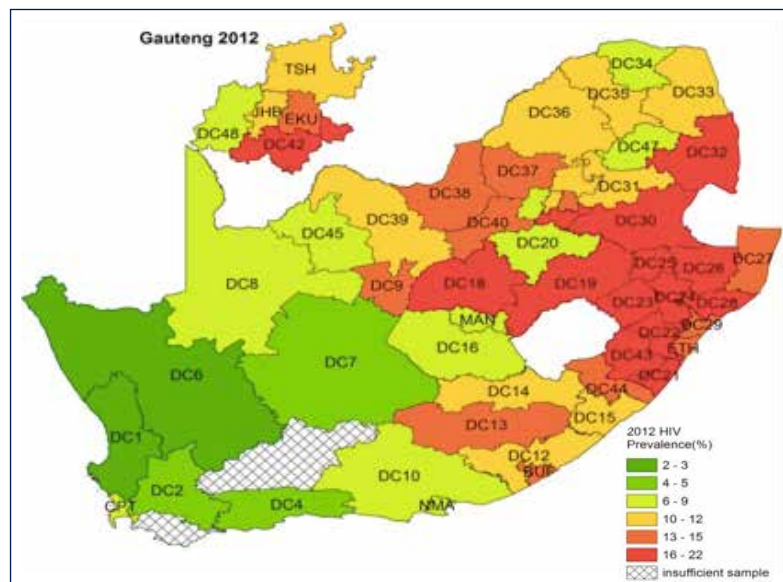 Gauteng 2012
TSH
JHB
EKU
DC48
DC42
DC34
DC35
DC33
DC36
DC47
DC32
DC37
DC31
DC38
DC39
DC40
DC30
DC45
DC20
DC27
DC8
DC9
DC18
DC19
DC25
DC26
DC23
DC24
DC28
MAN
DC29
DC22
ETH
DC16
DC43
DC21
DC6
DC7
DC14
DC44
DC15
DC1
DC13
DC12
BUF
DC2
DC10
CPT
DC4
NMA
2012 HIV
Prevalence(%)
2 - 3
4 - 5
6 - 9
10 - 12
13 - 15
16 - 22
insufficient sample